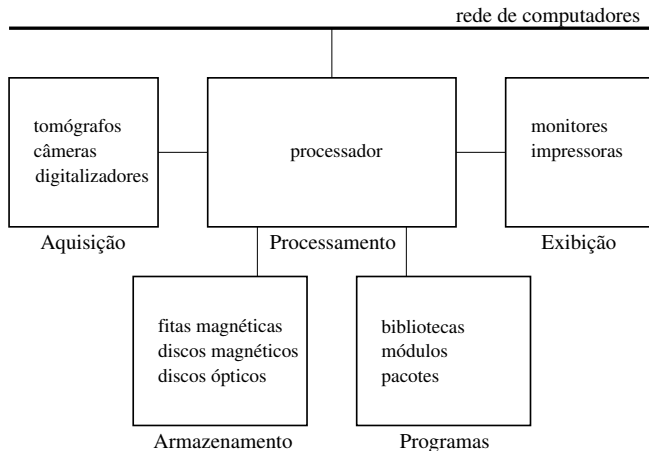 rede de computadores
tomógrafos
câmeras
digitalizadores
Aquisição
processador
Processamento
monitores
impressoras
Exibição
fitas magnéticas
discos magnéticos
discos ópticos
Armazenamento
bibliotecas
módulos
pacotes
Programas